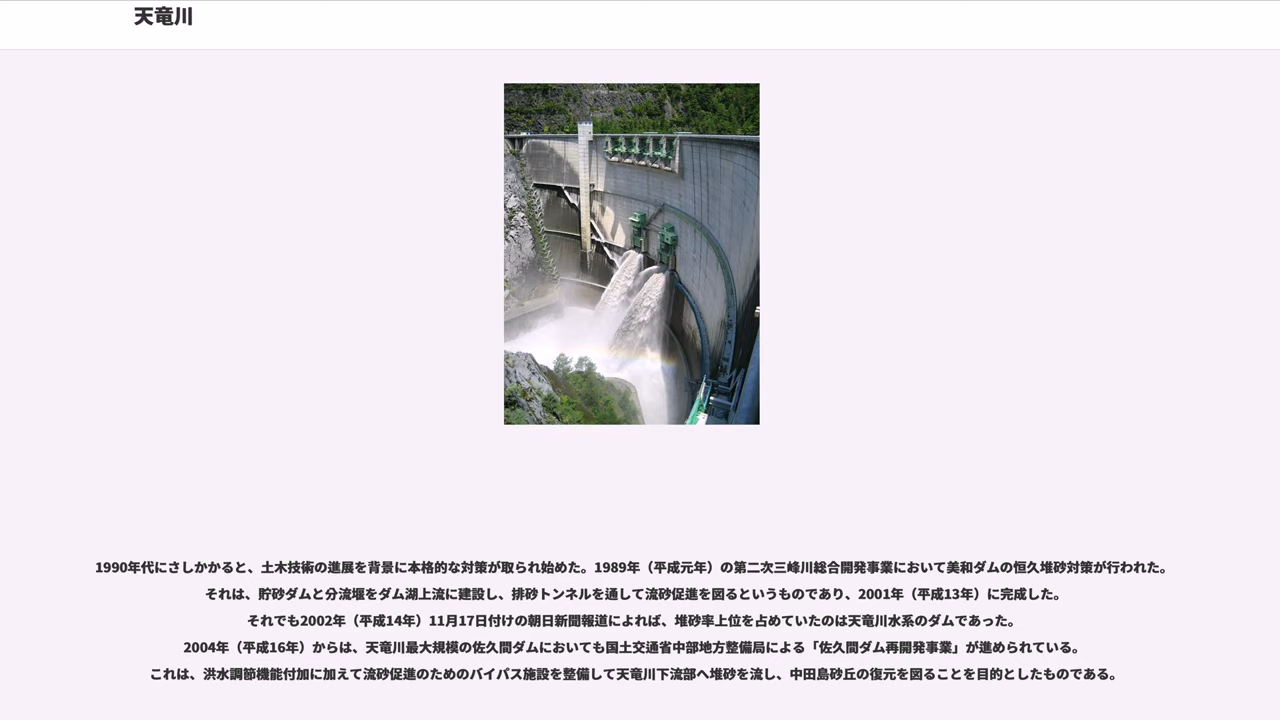 天竜川
1990年代にさしかかると、土木技術の進展を背景に本格的な対策が取られ始めた。1989年（平成元年）の第二次三峰川総合開発事業において美和ダムの恒久堆砂対策が行われた。
それは、貯砂ダムと分流堰をダム湖上流に建設し、排砂トンネルを通して流砂促進を図るというものであり、2001年（平成13年）に完成した。
それでも2002年（平成14年）11月17日付けの朝日新聞報道によれば、堆砂率上位を占めていたのは天竜川水系のダムであった。
2004年（平成16年）からは、天竜川最大規模の佐久間ダムにおいても国土交通省中部地方整備局による「佐久間ダム再開発事業」が進められている。
これは、洪水調節機能付加に加えて流砂促進のためのバイパス施設を整備して天竜川下流部へ堆砂を流し、中田島砂丘の復元を図ることを目的としたものである。